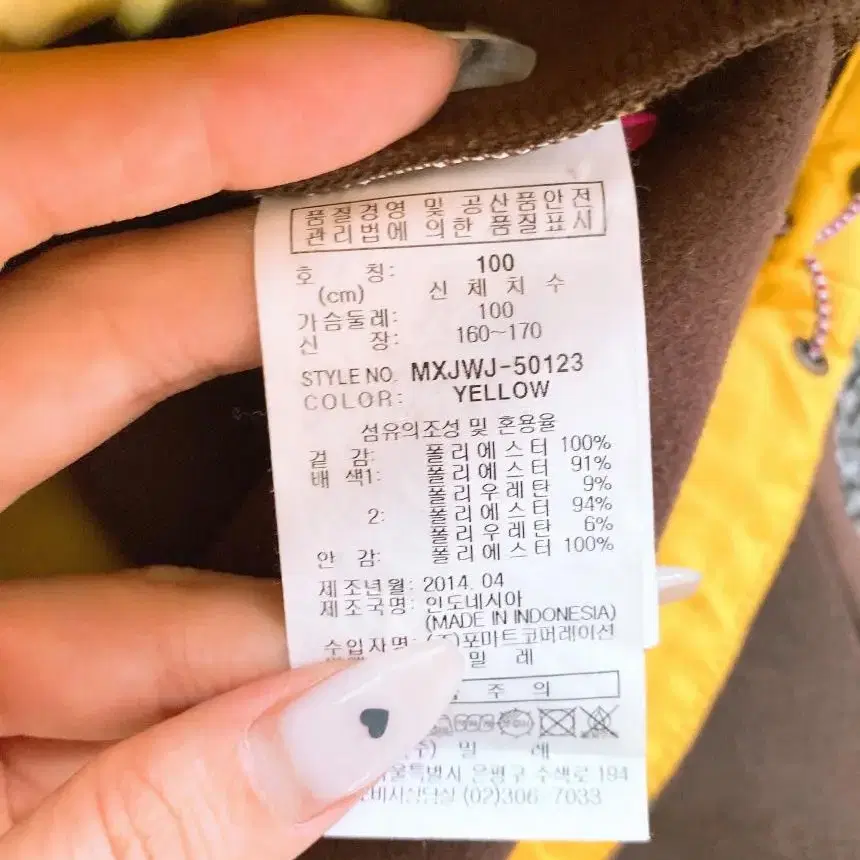 품질경영 및 공산품안전
관리법에 의한 품질표시
호 칭: 100
(cm) 신 체 치 수
가슴둘레: 100
신 장: 160~170
STYLE NO. MXJWJ-50123
COLOR: YELLOW
섬유의조성 및 혼용율
겉 감: 폴리에스터 100%
배 색1: 폴리에스터 91%
폴리우레탄 9%
2: 폴리에스터 94%
폴리우레탄 6%
안 감: 폴리에스터 100%
제조년월: 2014. 04
제조국명: 인도네시아
(MADE IN INDONESIA)
수입자명: (주)포마트코퍼레이션
밀 레
주 의
밀 레
은평구 수색로 194
(02)306-7033